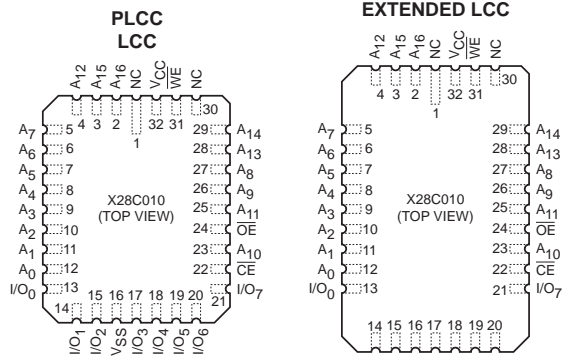 PLCC
LCC
A12 A15 A16 NC VCC WE NC
4 3 2 32 31 30
1
A7 5 29 A14
A6 6 28 A13
A5 7 27 A8
A4 8 26 A9
A3 9 25 A11
A2 10 24 OE
A1 11 23 A10
A0 12 22 CE
I/O0 13 21 I/O7
X28C010
(TOP VIEW)
14 15 16 17 18 19 20
I/O1 I/O2 VSS I/O3 I/O4 I/O5 I/O6
EXTENDED LCC
A12 A15 A16 NC VCC WE NC
4 3 2 32 31 30
1
A7 5 29 A14
A6 6 28 A13
A5 7 27 A8
A4 8 26 A9
A3 9 25 A11
A2 10 24 OE
A1 11 23 A10
A0 12 22 CE
I/O0 13 21 I/O7
X28C010
(TOP VIEW)
14 15 16 17 18 19 20